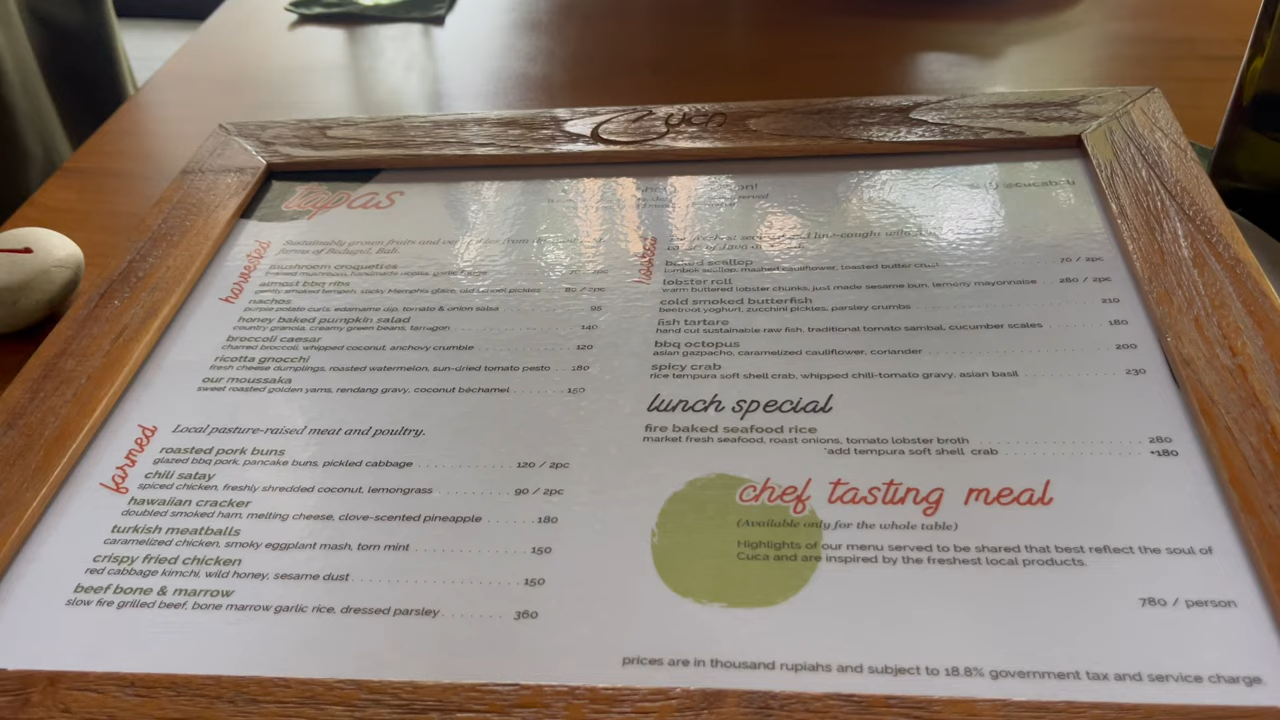 Cuca
tapas
@cucabali
harvested
Sustainably grown fruits and from
farms of Bedugul, Bali.
mushroom croquettes
almost bbq ribs
gently smoked tempeh, sticky Memphis glaze, old school pickles 80 / 2pc
nachos
purple potato curls, edamame dip, tomato & onion salsa 95
honey baked pumpkin salad
country granola, creamy green beans, tarragon 140
broccoli caesar
charred broccoli, whipped coconut, anchovy crumble 120
ricotta gnocchi
fresh cheese dumplings, roasted watermelon, sun-dried tomato pesto 180
our moussaka
sweet roasted golden yams, rendang gravy, coconut béchamel 150
farmed
Local pasture-raised meat and poultry.
roasted pork buns
glazed bbq pork, pancake buns, pickled cabbage 120 / 2pc
chili satay
spiced chicken, freshly shredded coconut, lemongrass 90 / 2pc
hawaiian cracker
doubled smoked ham, melting cheese, clove-scented pineapple 180
turkish meatballs
caramelized chicken, smoky eggplant mash, torn mint 150
crispy fried chicken
red cabbage kimchi, wild honey, sesame dust 150
beef bone & marrow
slow fire grilled beef, bone marrow garlic rice, dressed parsley 360
hooked
baked scallop
lombok scallop, mashed cauliflower, toasted butter crust 70 / 2pc
lobster roll
warm buttered lobster chunks, just made sesame bun, lemony mayonnaise 280 / 2pc
cold smoked butterfish
beetroot yoghurt, zucchini pickles, parsley crumbs 210
fish tartare
hand cut sustainable raw fish, traditional tomato sambal, cucumber scales 180
bbq octopus
asian gazpacho, caramelized cauliflower, coriander 200
spicy crab
rice tempura soft shell crab, whipped chili-tomato gravy, asian basil 230
lunch special
fire baked seafood rice
market fresh seafood, roast onions, tomato lobster broth 280
*add tempura soft shell crab +180
chef tasting meal
(Available only for the whole table)
Highlights of our menu served to be shared that best reflect the soul of
Cuca and are inspired by the freshest local products.
780 / person
prices are in thousand rupiahs and subject to 18.8% government tax and service charge